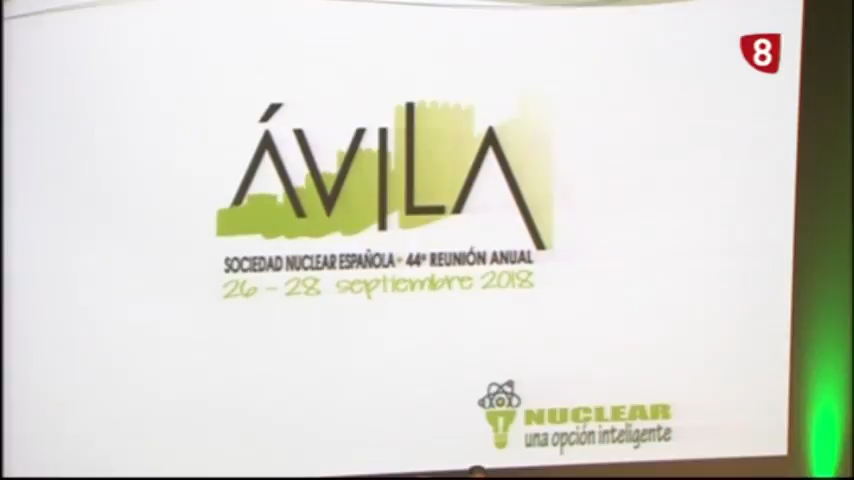 8
ÁVILA
SOCIEDAD NUCLEAR ESPAÑOLA - 44ª REUNIÓN ANUAL
26 - 28 septiembre 2018
NUCLEAR
una opción inteligente